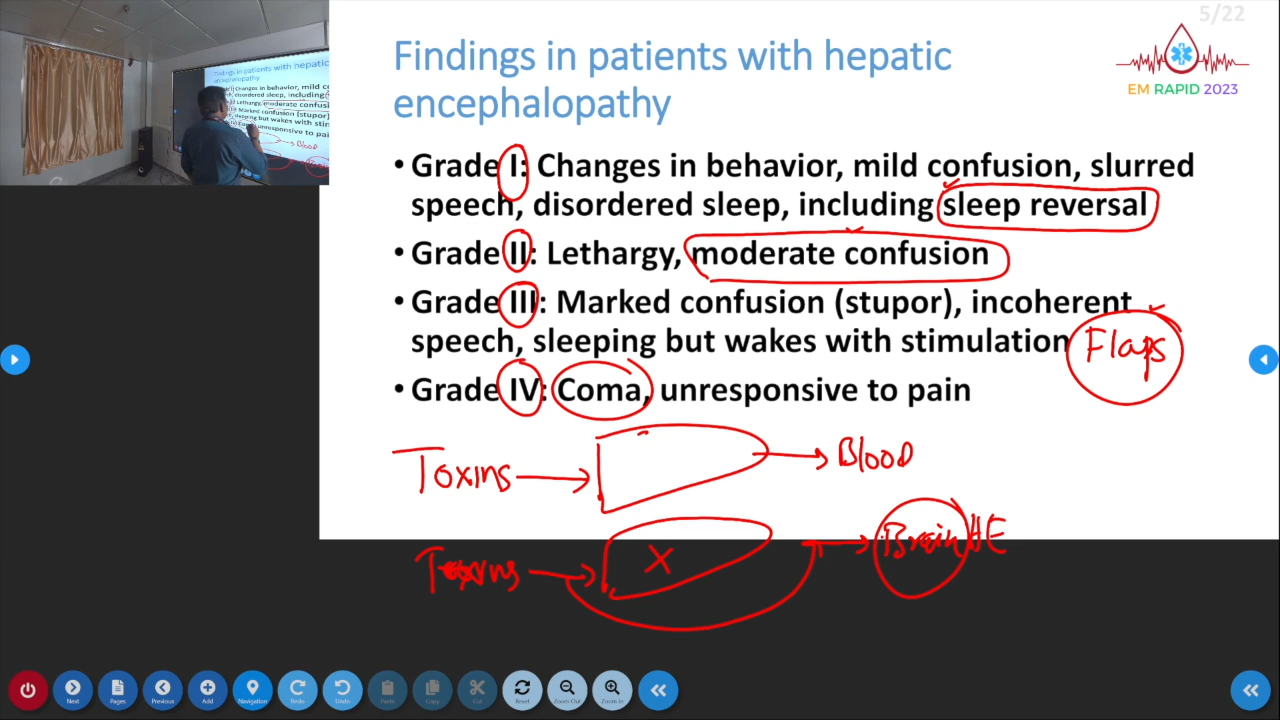 5/22
Findings in patients with hepatic
encephalopathy
EM RAPID 2023
• Grade I: Changes in behavior, mild confusion, slurred
speech, disordered sleep, including sleep reversal
• Grade II: Lethargy, moderate confusion
• Grade III: Marked confusion (stupor), incoherent
speech, sleeping but wakes with stimulation
Flaps
• Grade IV: Coma, unresponsive to pain
Toxins
Blood
Toxins
X
Brain HE
Next
Pages
Previous
Add
Navigation
Redo
Undo
Paste
Copy
Cut
Reset
Zoom Out
Zoom In